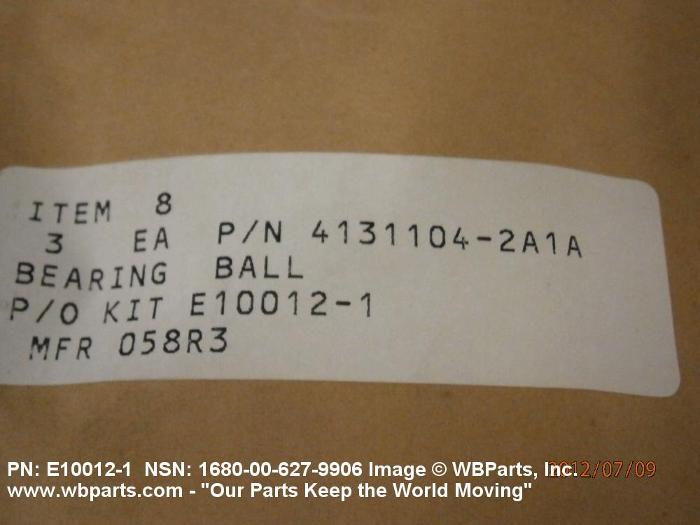 ITEM 8
3 EA P/N 4131104-2A1A
BEARING BALL
P/O KIT E10012-1
MFR 058R3
PN: E10012-1 NSN: 1680-00-627-9906 Image © WBParts, Inc. 2012/07/09
www.wbparts.com - "Our Parts Keep the World Moving"